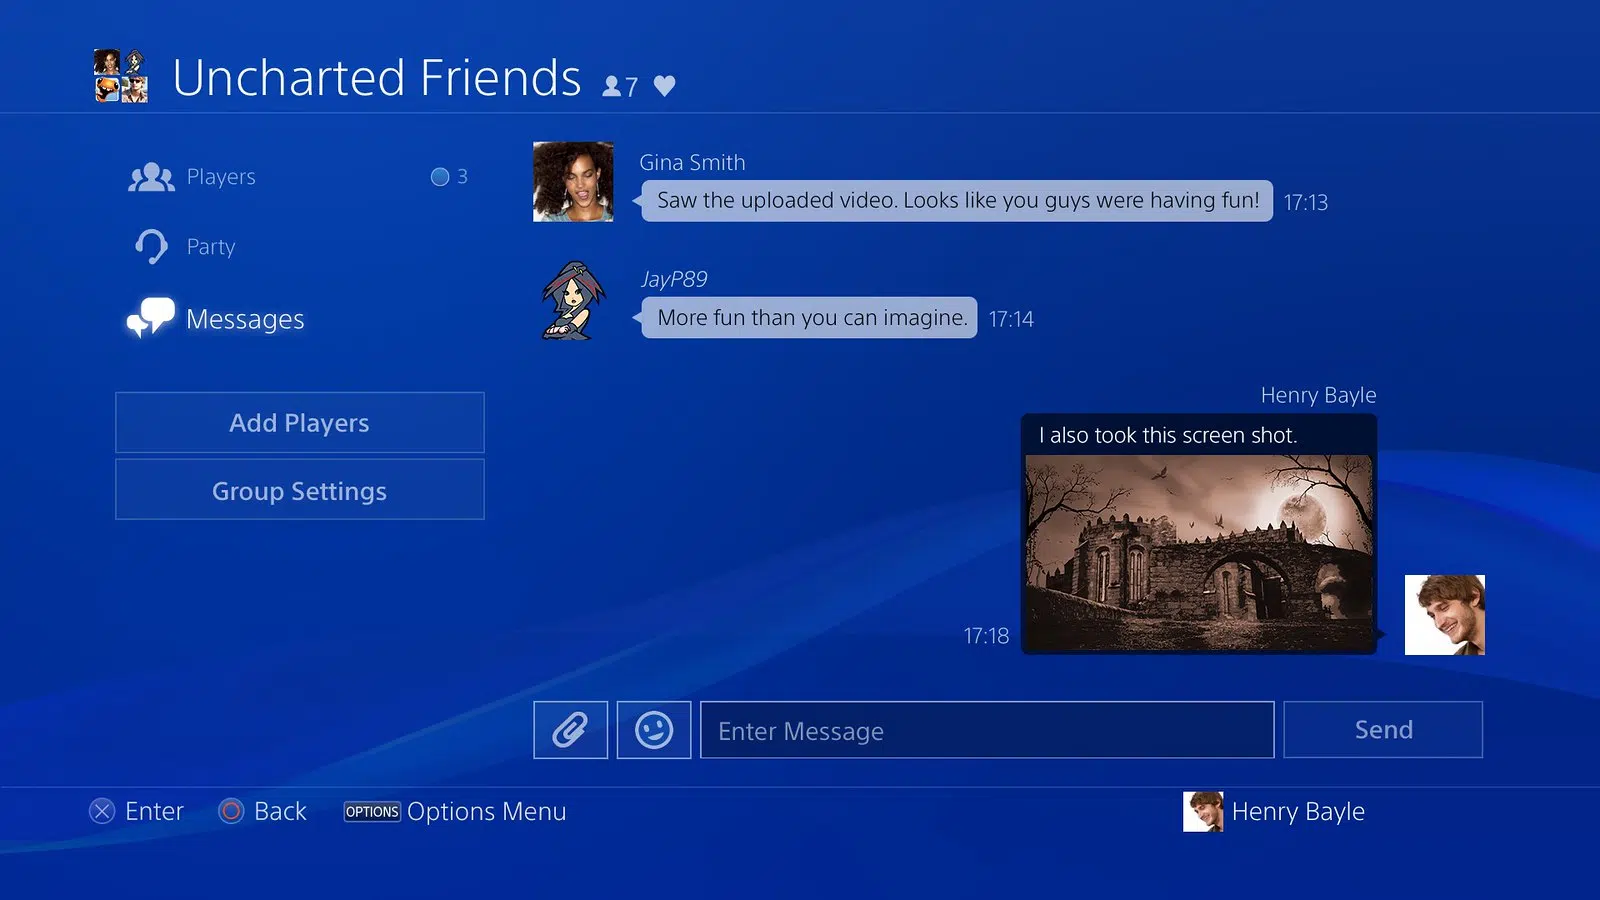 Uncharted Friends 7
Players 3
Party
Messages
Add Players
Group Settings
Gina Smith
Saw the uploaded video. Looks like you guys were having fun! 17:13
JayP89
More fun than you can imagine. 17:14
Henry Bayle
I also took this screen shot.
17:18
Enter Message
Send
Enter Back OPTIONS Options Menu
Henry Bayle